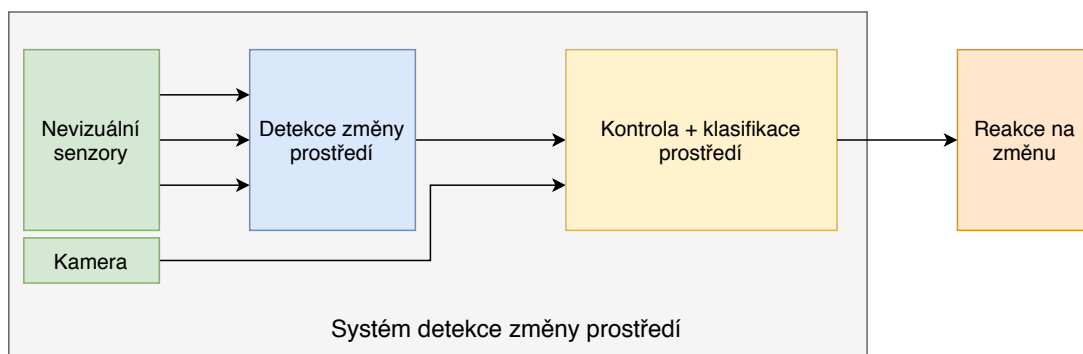 Nevizuální
senzory
Detekce změny
prostředí
Kontrola + klasifikace
prostředí
Reakce na
změnu
Kamera
Systém detekce změny prostředí